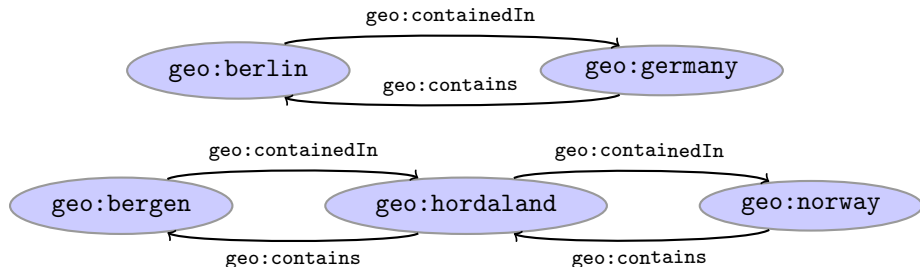 geo:containedIn
geo:berlin
geo:germany
geo:contains
geo:containedIn
geo:containedIn
geo:bergen
geo:hordaland
geo:norway
geo:contains
geo:contains